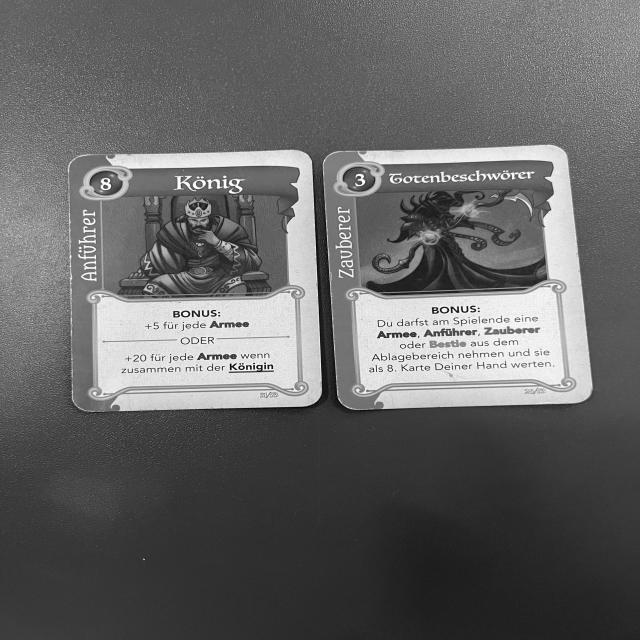 Anführer
8
König
BONUS:
+5 für jede Armee
ODER
+20 für jede Armee wenn
zusammen mit der Königin
31/53
Zauberer
3
Totenbeschwörer
BONUS:
Du darfst am Spielende eine
Armee, Anführer, Zauberer
oder Bestie aus dem
Ablagebereich nehmen und sie
als 8. Karte Deiner Hand werten.